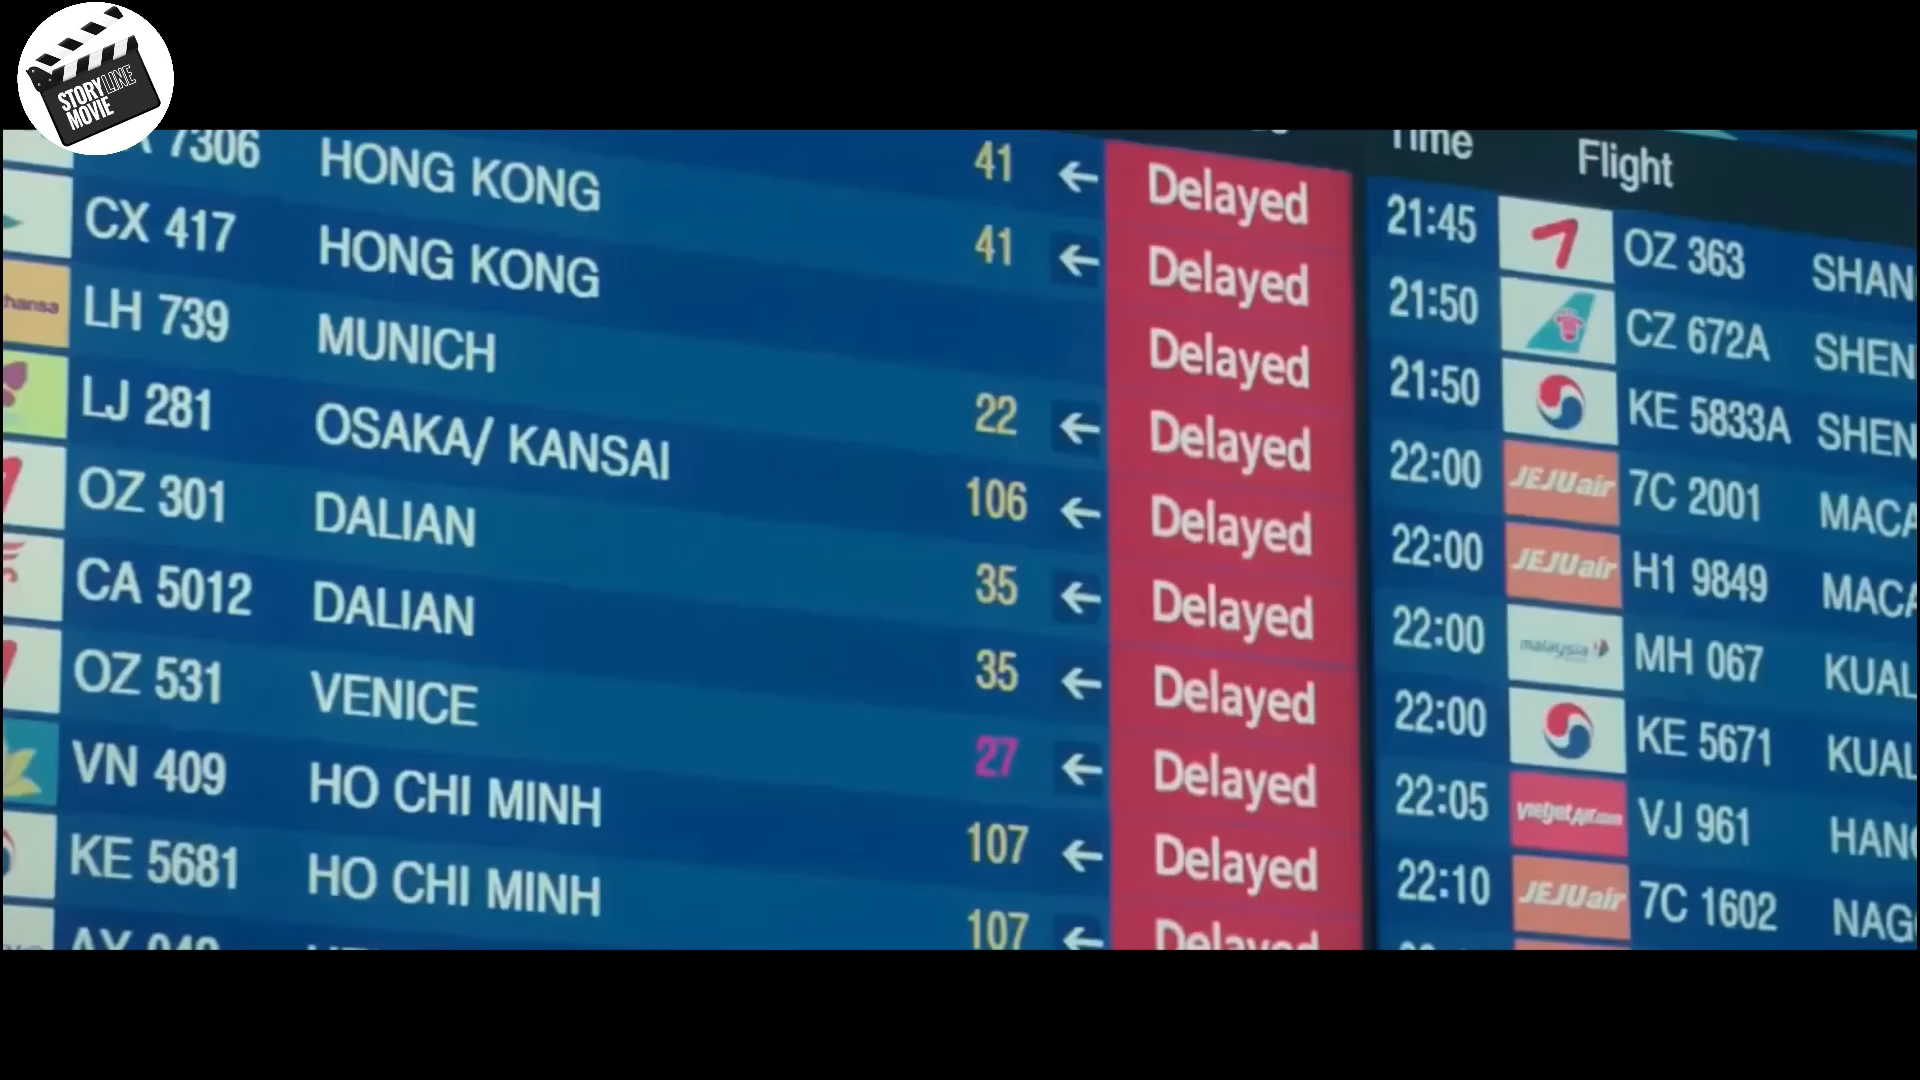 STORYLINE
MOVIE
Time Flight
41 ← Delayed
7306 HONG KONG 41 ← Delayed
CX 417 HONG KONG Delayed
LH 739 MUNICH 22 ← Delayed
LJ 281 OSAKA/ KANSAI 106 ← Delayed
OZ 301 DALIAN 35 ← Delayed
CA 5012 DALIAN 35 ← Delayed
OZ 531 VENICE 27 ← Delayed
VN 409 HO CHI MINH 107 ← Delayed
KE 5681 HO CHI MINH 107 ← Delayed
21:45 OZ 363 SHAN
21:50 CZ 672A SHEN
21:50 KE 5833A SHEN
22:00 JEJUair 7C 2001 MACA
22:00 JEJUair H1 9849 MACA
22:00 malaysia MH 067 KUAL
22:00 KE 5671 KUAL
22:05 vietjetAir.com VJ 961 HAN
22:10 JEJUair 7C 1602 NAG